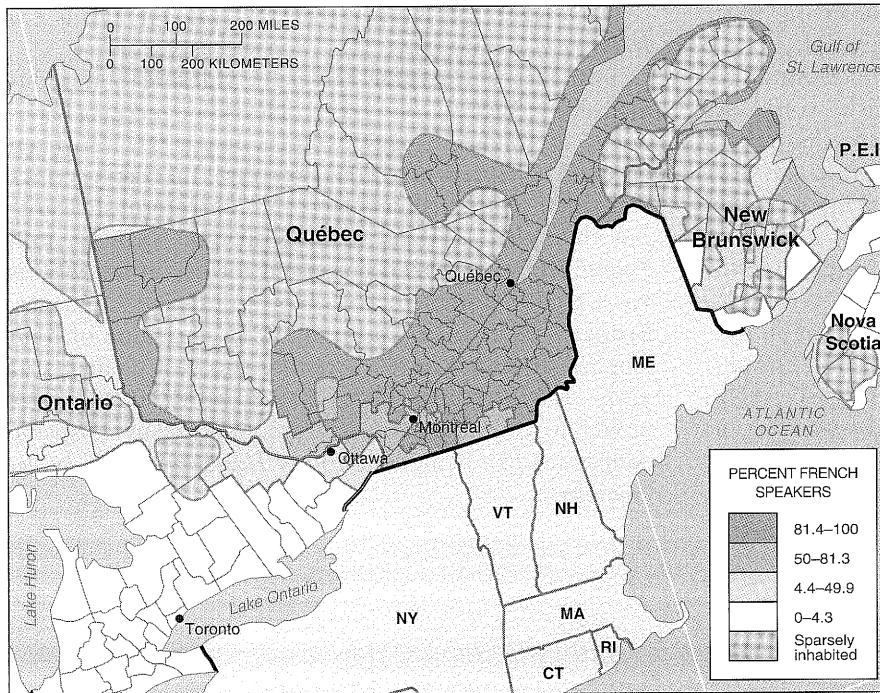 0 100 200 MILES
0 100 200 KILOMETERS
Gulf of
St. Lawrence
P.E.I
Québec
New
Brunswick
Québec
Nova
Scotia
ME
Ontario
Montréal
ATLANTIC
OCEAN
Ottawa
VT
NH
Lake Huron
Lake Ontario
Toronto
NY
MA
RI
CT
PERCENT FRENCH
SPEAKERS
81.4–100
50–81.3
4.4–49.9
0–4.3
Sparsely
inhabited